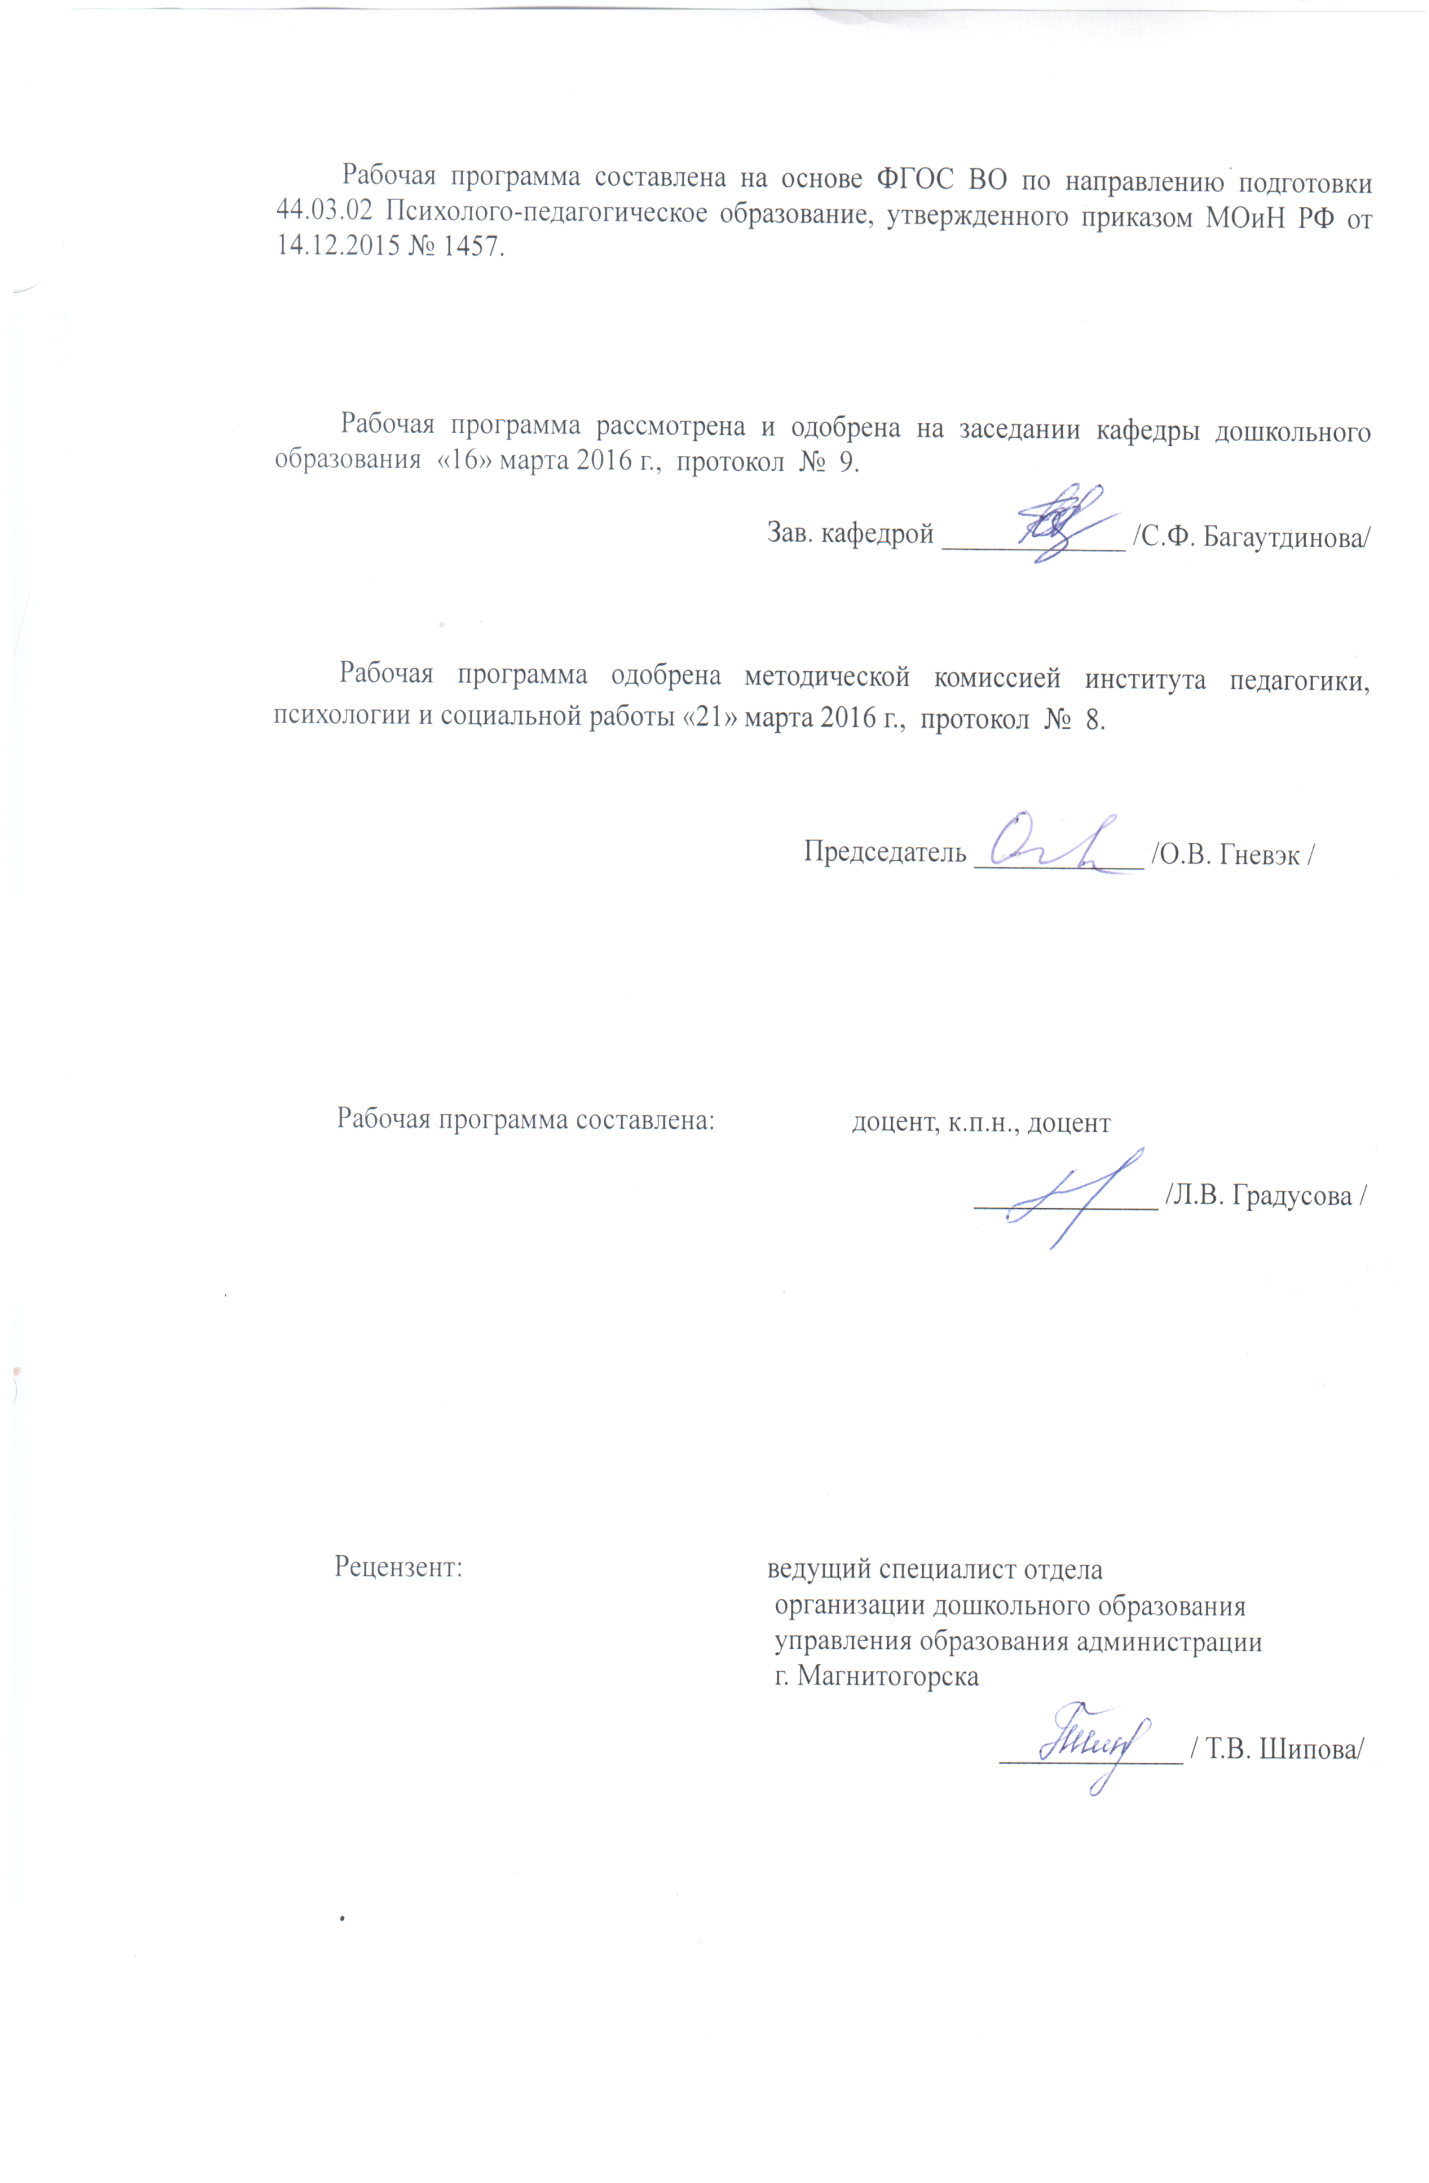 Рабочая программа составлена на основе ФГОС ВО по направлению подготовки
44.03.02 Психолого-педагогическое образование, утвержденного приказом МОиН РФ от
14.12.2015 № 1457.
Рабочая программа рассмотрена и одобрена на заседании кафедры дошкольного
образования «16» марта 2016 г., протокол № 9.
Зав. кафедрой _____________ /С.Ф. Багаутдинова/
Рабочая программа одобрена методической комиссией института педагогики,
психологии и социальной работы «21» марта 2016 г., протокол № 8.
Председатель ____________ /О.В. Гневэк /
Рабочая программа составлена: доцент, к.п.н., доцент
_____________ /Л.В. Градусова /
Рецензент: ведущий специалист отдела
организации дошкольного образования
управления образования администрации
г. Магнитогорска
_____________ / Т.В. Шипова/